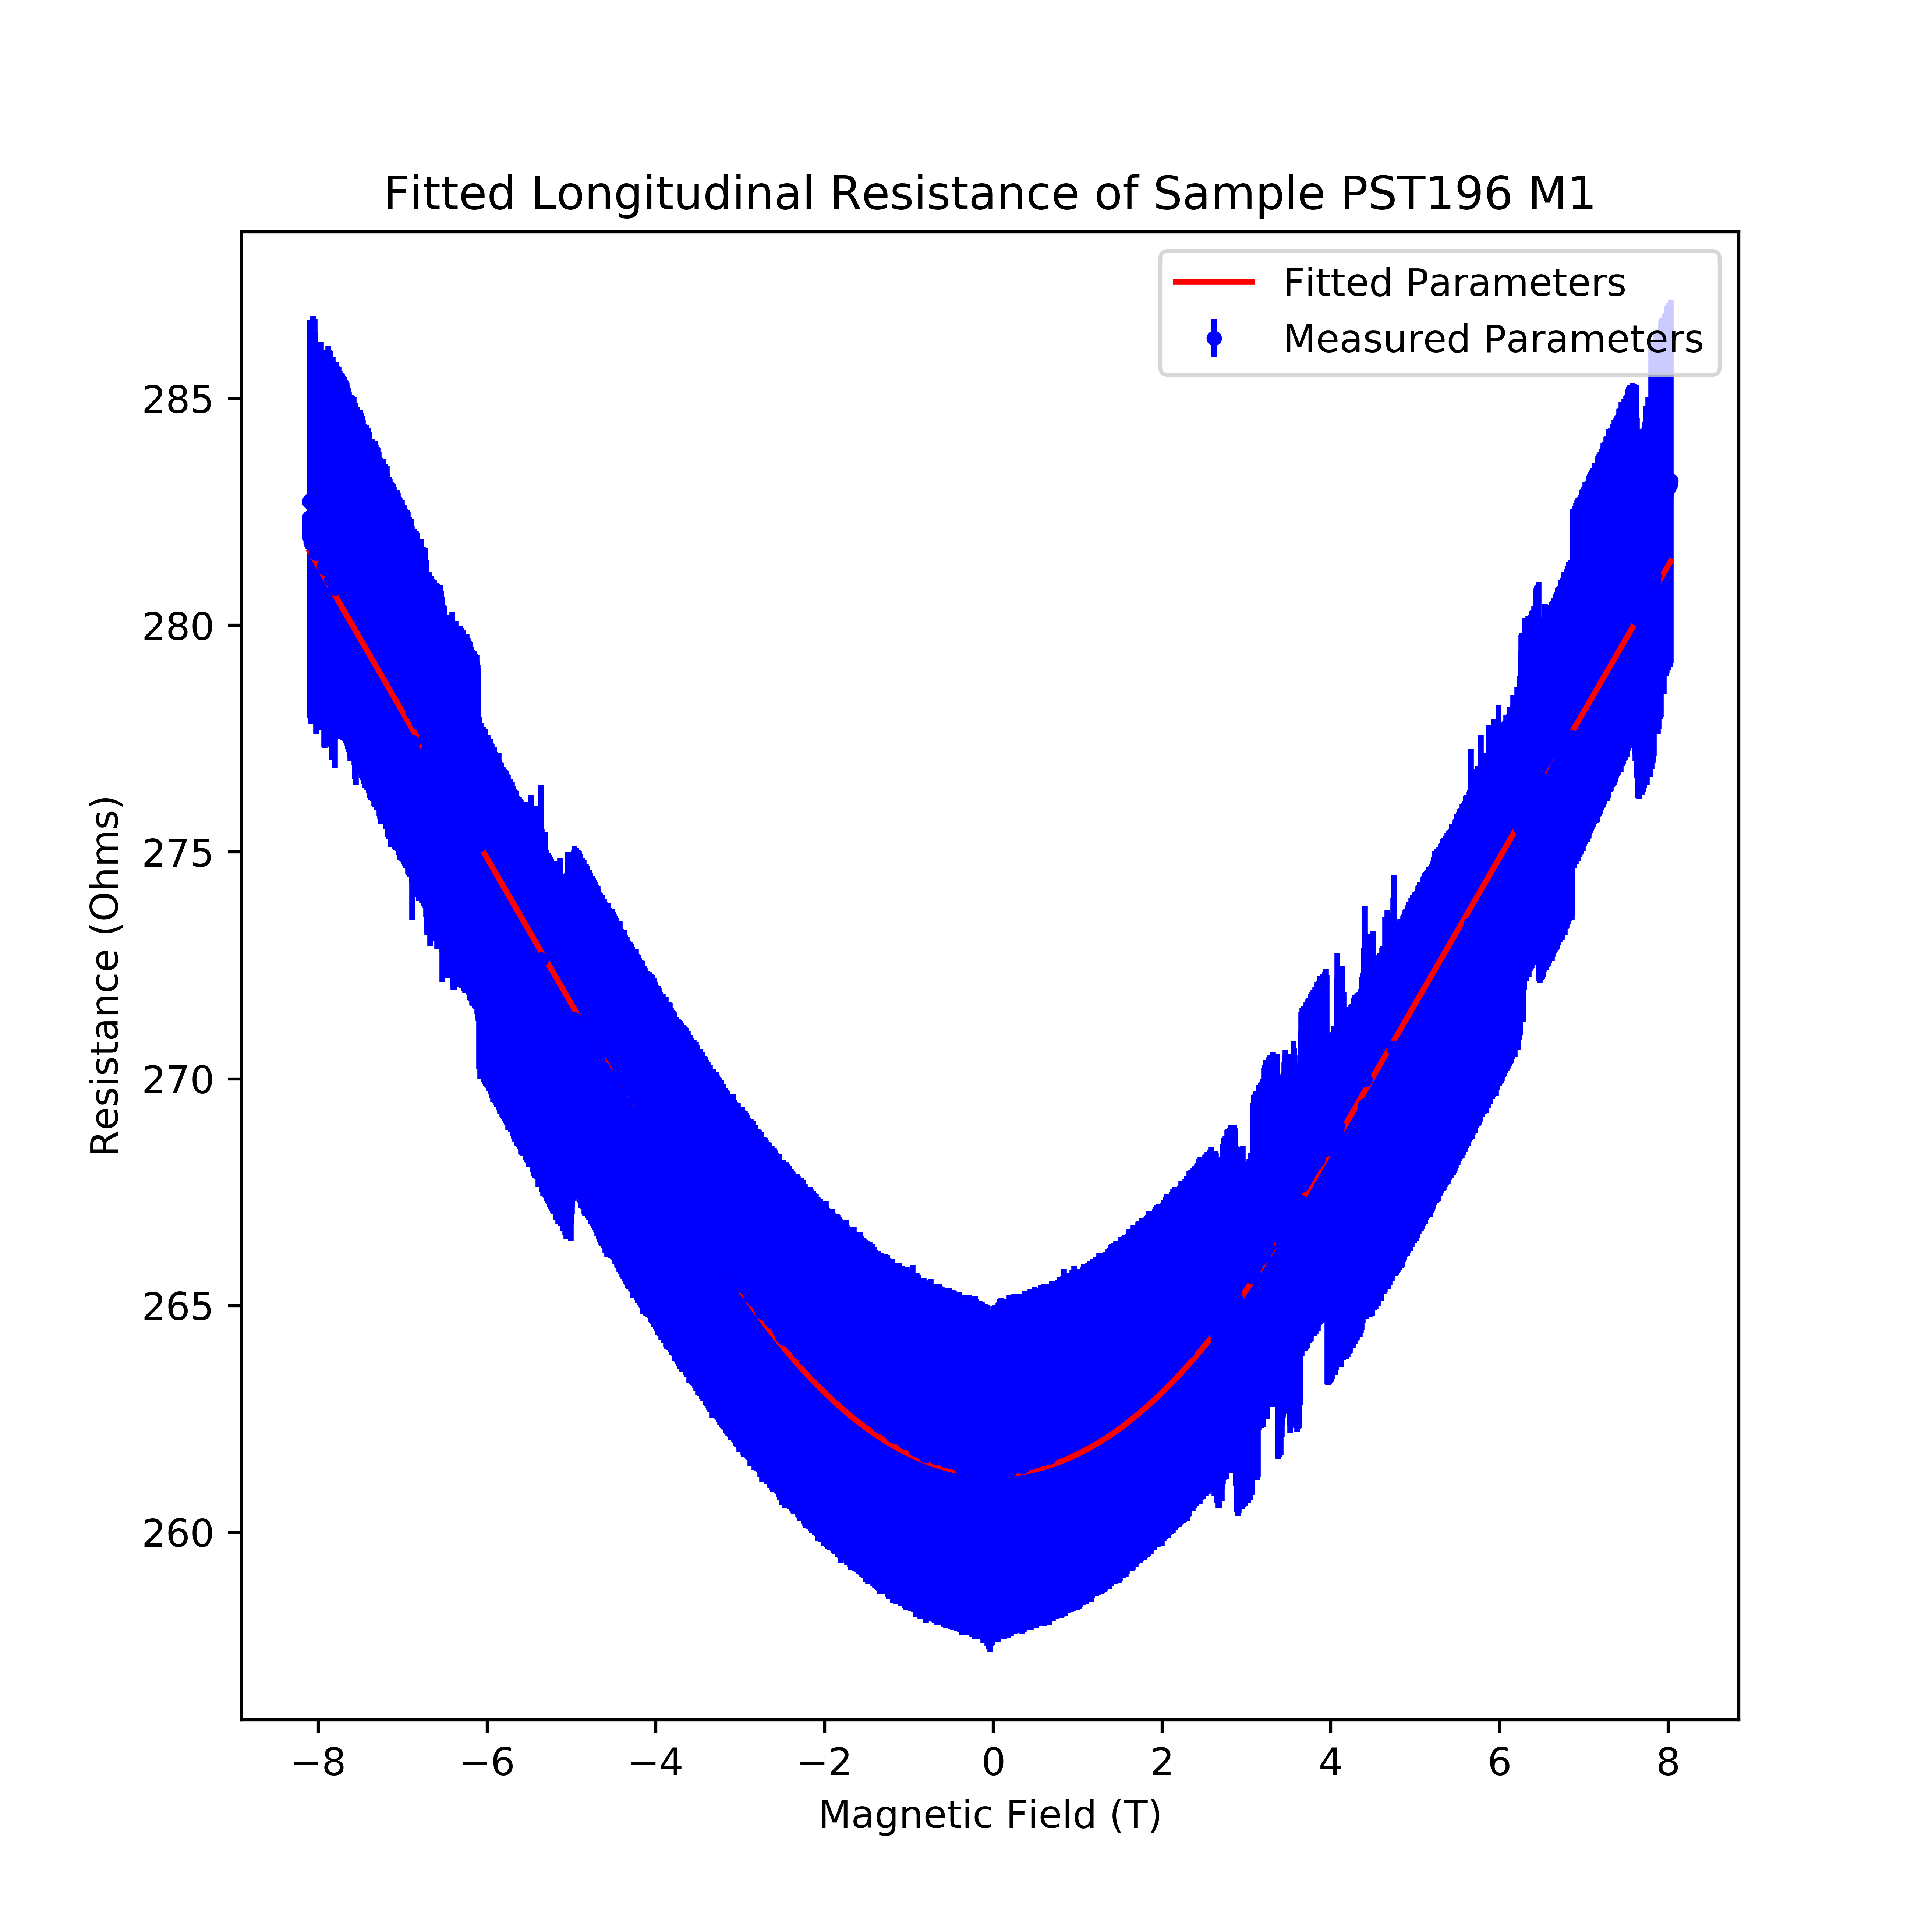 Fitted Longitudinal Resistance of Sample PST196 M1
Fitted Parameters
Measured Parameters
285
280
275
270
265
260
Resistance (Ohms)
−8 −6 −4 −2 0 2 4 6 8
Magnetic Field (T)